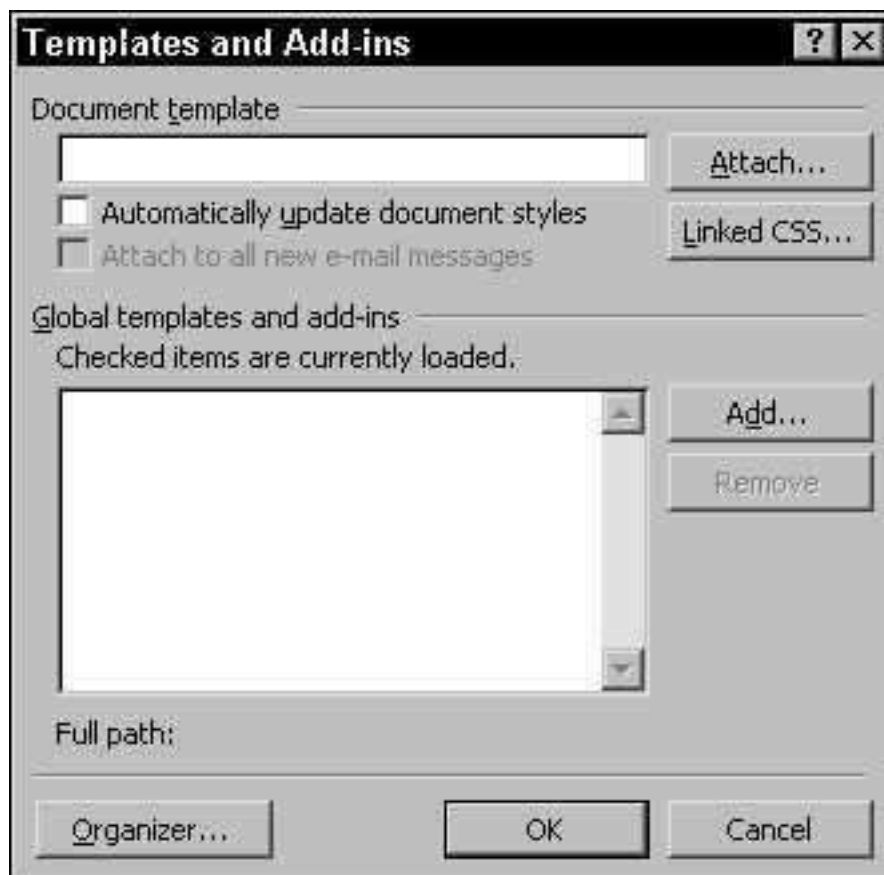 Templates and Add-ins
Document template
Attach...
Automatically update document styles
Linked CSS...
Attach to all new e-mail messages
Global templates and add-ins
Checked items are currently loaded.
Add...
Remove
Full path:
Organizer...
OK
Cancel